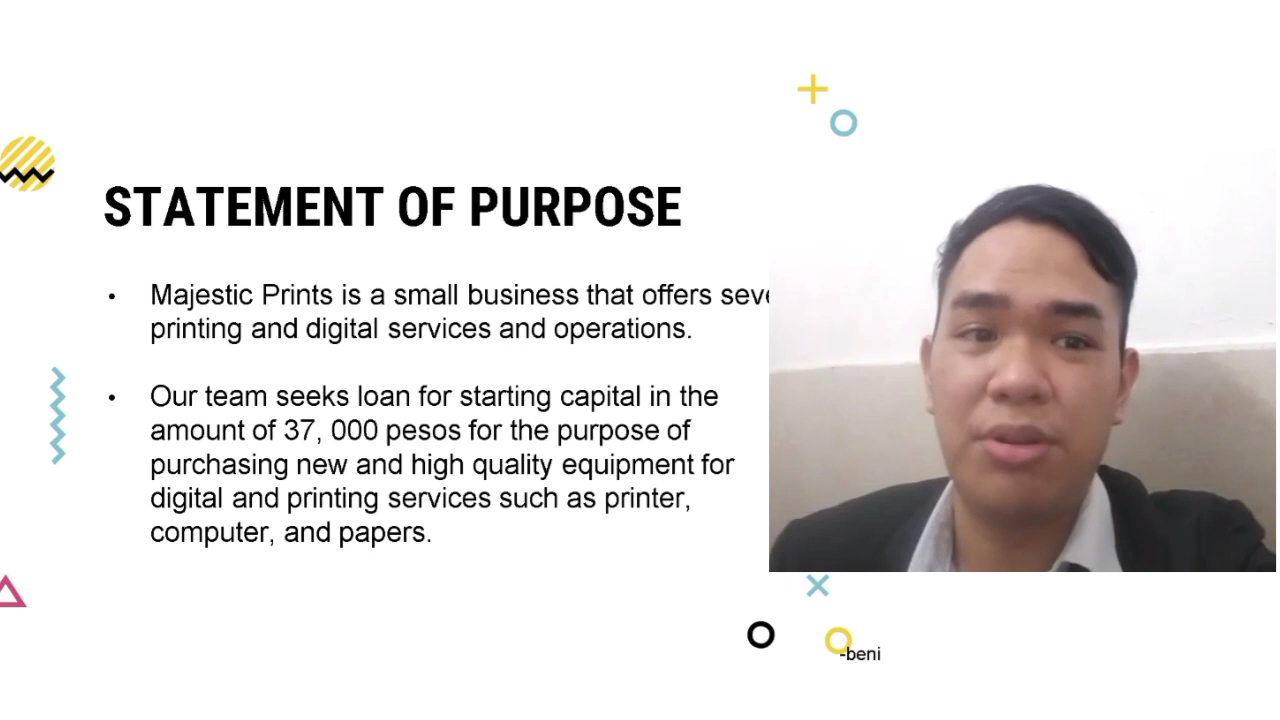 STATEMENT OF PURPOSE
• Majestic Prints is a small business that offers
printing and digital services and operations.
• Our team seeks loan for starting capital in the
amount of 37, 000 pesos for the purpose of
purchasing new and high quality equipment for
digital and printing services such as printer,
computer, and papers.
-beni